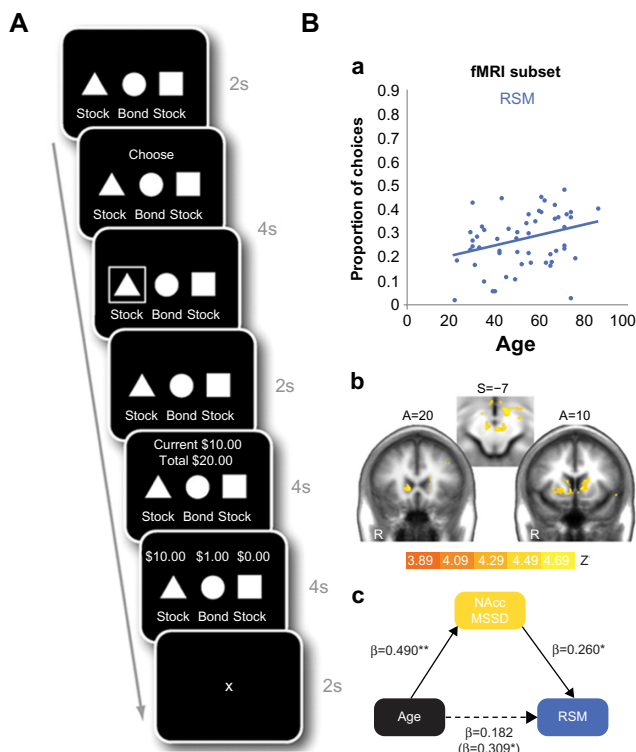 A
Stock Bond Stock
2s
Choose
Stock Bond Stock
4s
Stock Bond Stock
Stock Bond Stock
2s
Current $10.00
Total $20.00
Stock Bond Stock
4s
$10.00 $1.00 $0.00
Stock Bond Stock
4s
x
2s
B
a
fMRI subset
RSM
Proportion of choices
0.9
0.8
0.7
0.6
0.5
0.4
0.3
0.2
0.1
0
0 20 40 60 80 100
Age
b
S=−7
A=20
A=10
R
R
3.89 4.09 4.29 4.49 4.69 Z
c
NAcc
MSSD
β=0.490**
β=0.260*
Age
RSM
β=0.182
(β=0.309*)